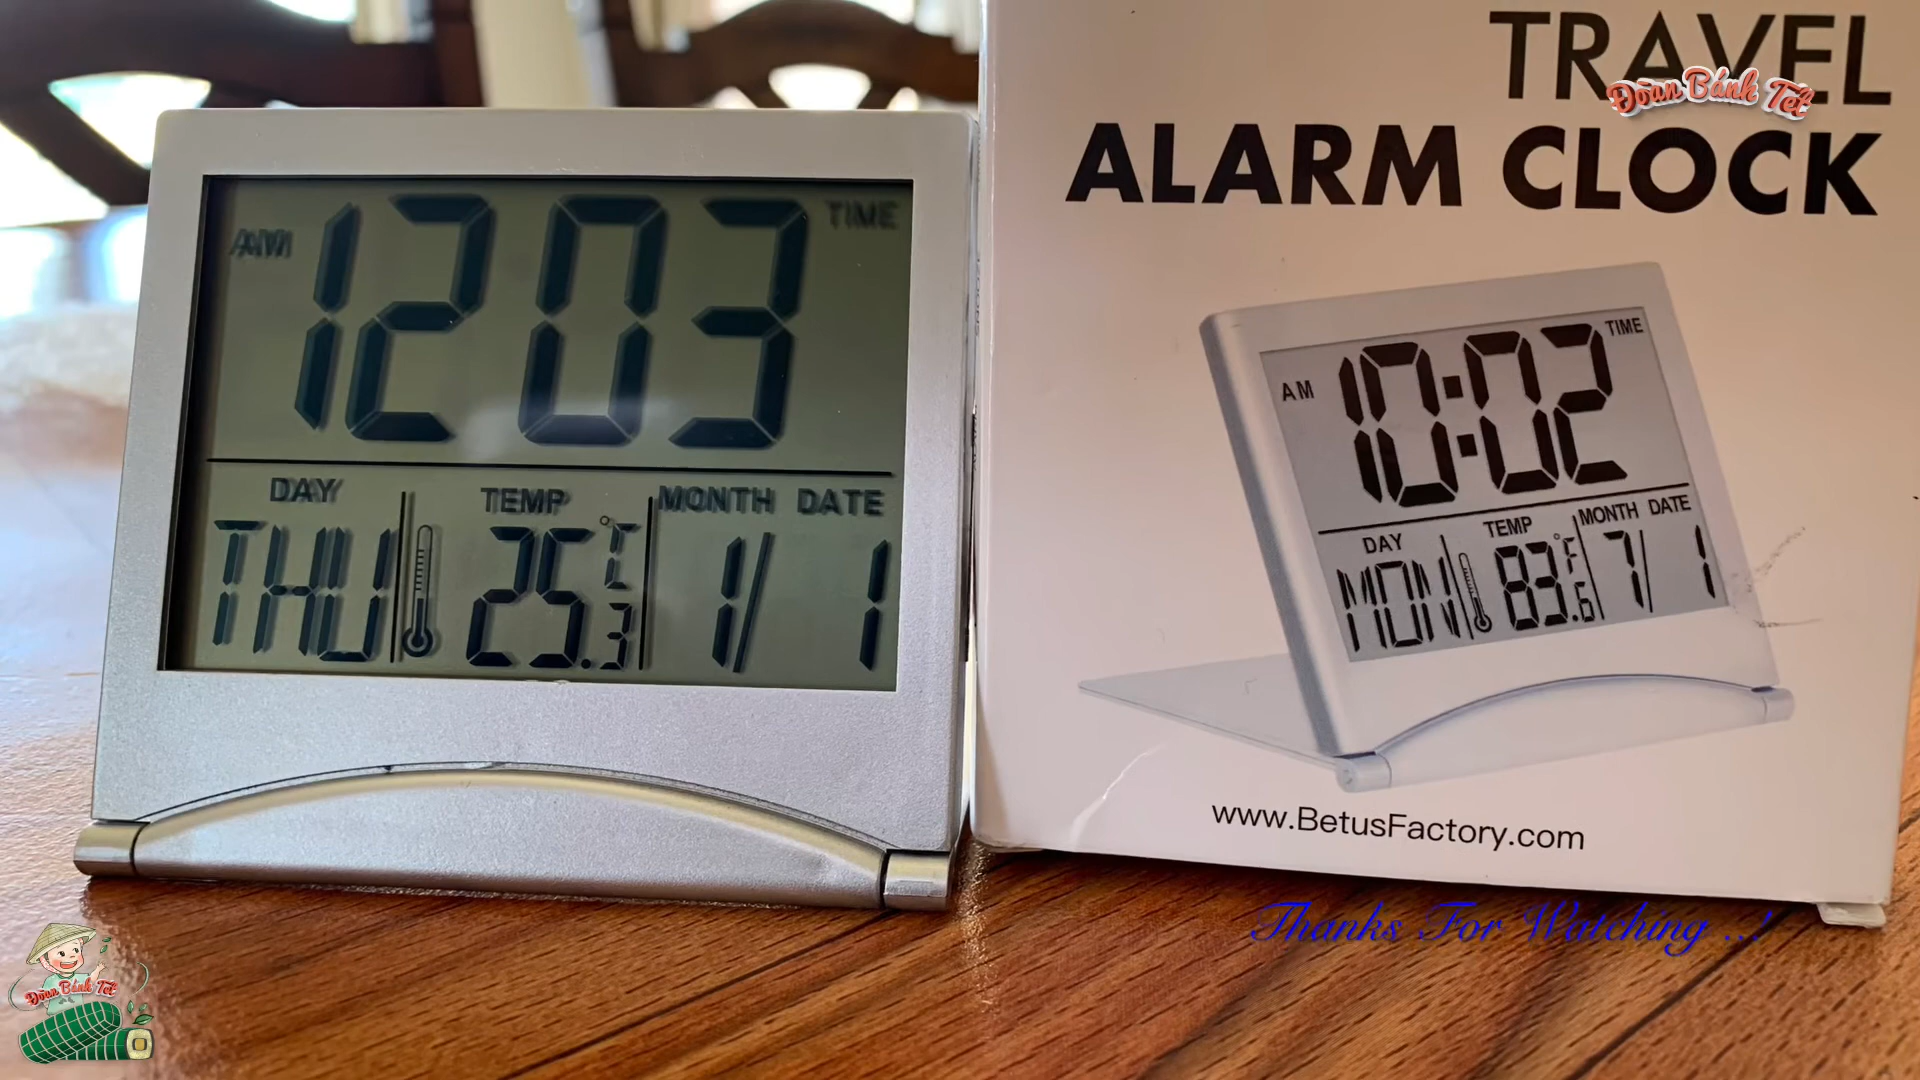 AM
1203
TIME
DAY
TEMP
MONTH DATE
THU
25.3
°C
1/ 1
TRAVEL
ALARM CLOCK
Đoàn Bánh Tét
AM
10:02
TIME
DAY
TEMP
MONTH DATE
MON
83.6
°F
7/ 1
www.BetusFactory.com
Thanks For Watching ..!
Đoàn Bánh Tét